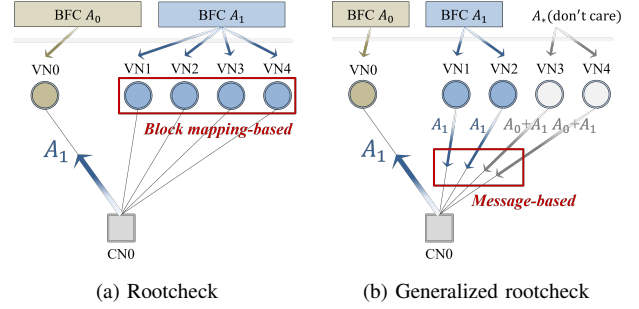 BFC A₀
BFC A₁
VN0
VN1
VN2
VN3
VN4
Block mapping-based
A₁
CN0
(a) Rootcheck
BFC A₀
BFC A₁
A∗(don't care)
VN0
VN1
VN2
VN3
VN4
A₁
A₁
A₀+A₁
A₀+A₁
A₁
Message-based
CN0
(b) Generalized rootcheck